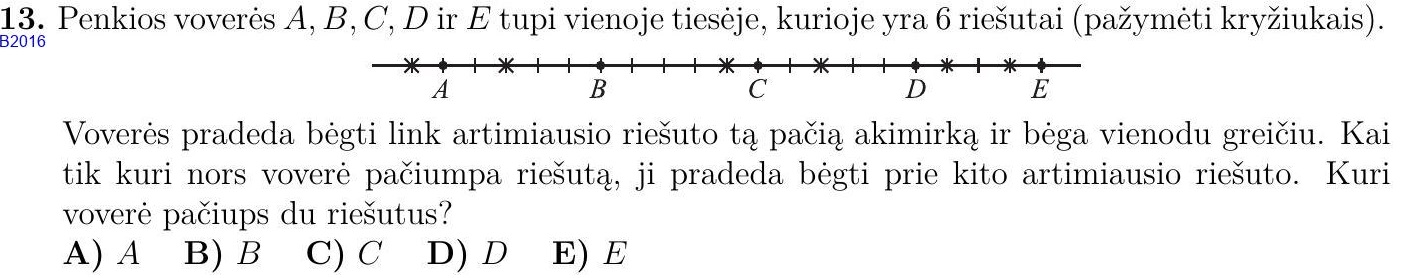 13. Penkios voverės A, B, C, D ir E tupi vienoje tiesėje, kurioje yra 6 riešutai (pažymėti kryžiukais).
B2016
A B C D E
Voverės pradeda bėgti link artimiausio riešuto tą pačią akimirką ir bėga vienodu greičiu. Kai
tik kuri nors voverė pačiumpa riešutą, ji pradeda bėgti prie kito artimiausio riešuto. Kuri
voverė pačiups du riešutus?
A) A B) B C) C D) D E) E